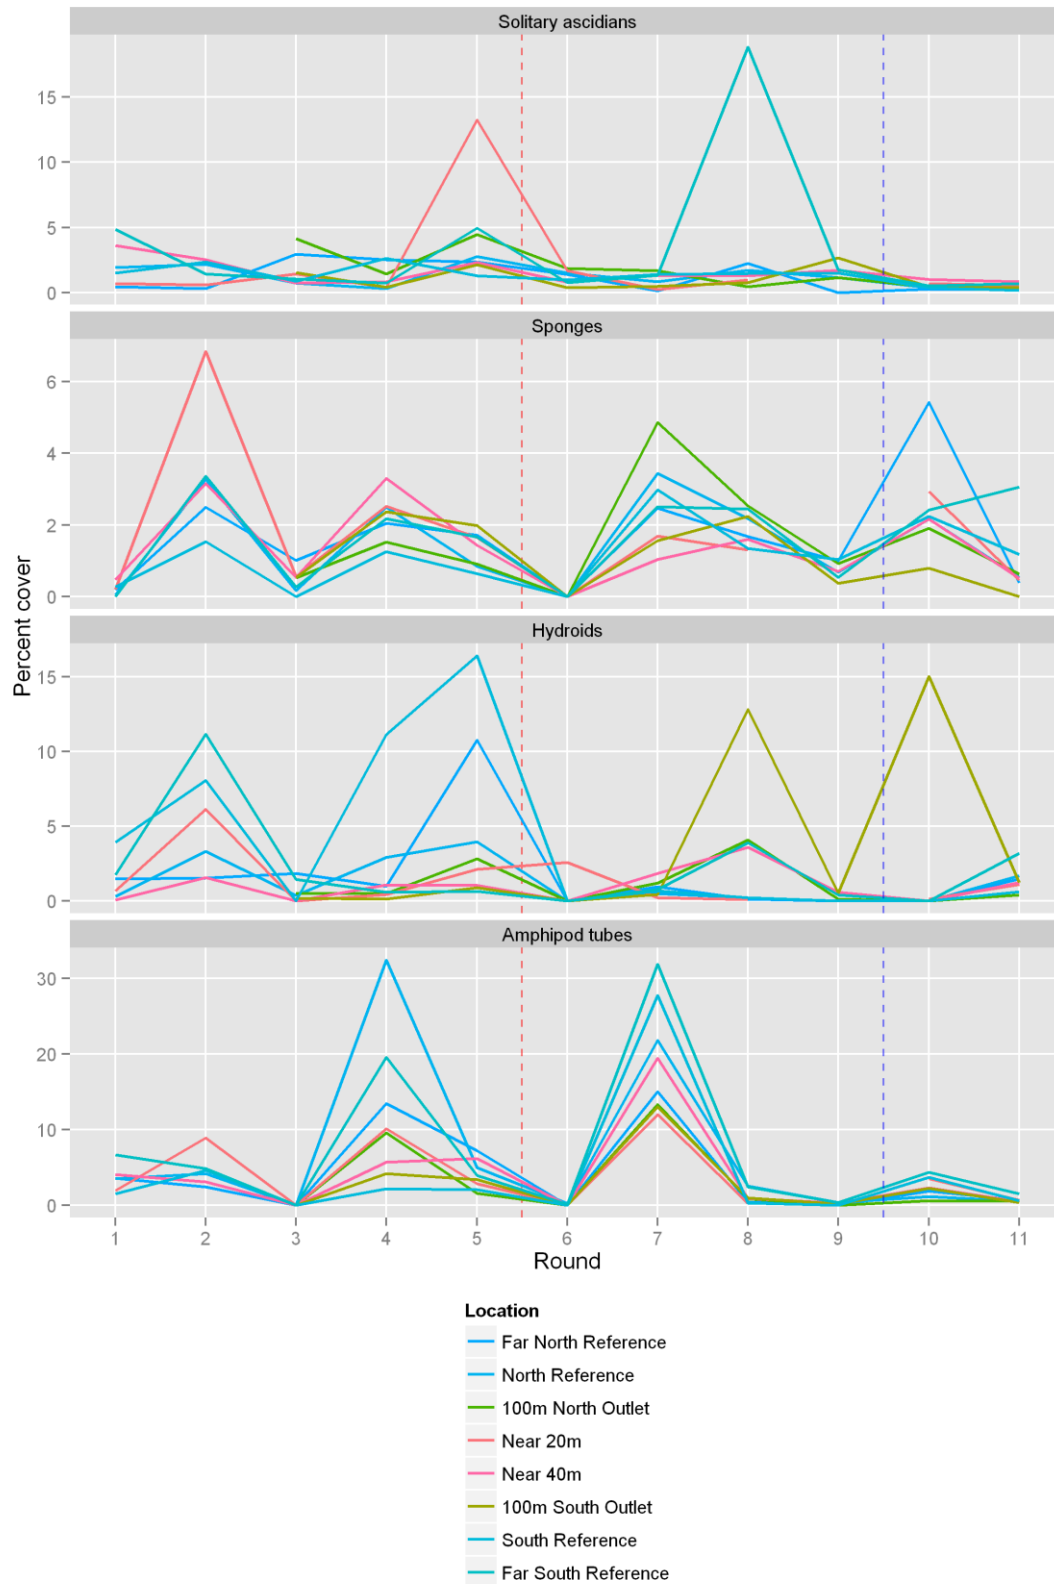 Solitary ascidians
15
10
5
0
Sponges
6
4
2
0
Percent cover
Hydroids
15
10
5
0
Amphipod tubes
30
20
10
0
1 2 3 4 5 6 7 8 9 10 11
Round
Location
Far North Reference
North Reference
100m North Outlet
Near 20m
Near 40m
100m South Outlet
South Reference
Far South Reference